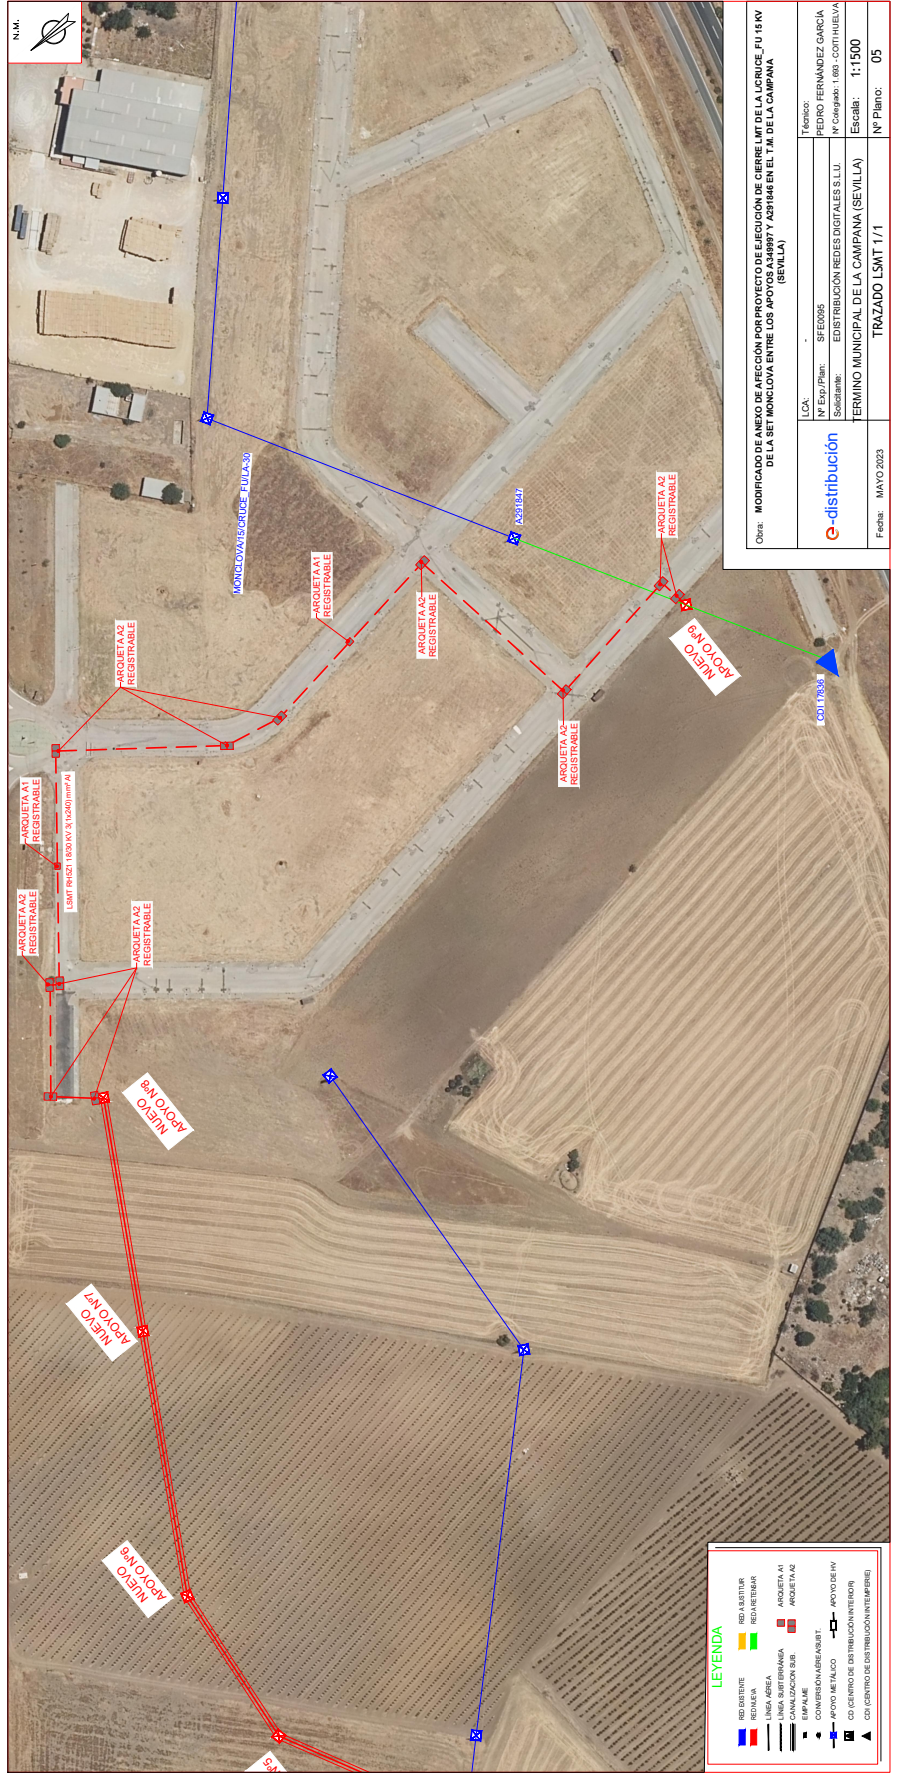 N.M.
MONCLOVA/15/CRUCE_FU/LA-30
A291847
ARQUETA A2
REGISTRABLE
ARQUETA A1
REGISTRABLE
ARQUETA A2
REGISTRABLE
ARQUETA A2
REGISTRABLE
NUEVO
APOYO Nº9
CDI 17836
ARQUETA A2
REGISTRABLE
ARQUETA A1
REGISTRABLE
LSMT RH5Z1 18/30 KV 3(1x240) mm² Al
ARQUETA A2
REGISTRABLE
ARQUETA A2
REGISTRABLE
NUEVO
APOYO Nº8
NUEVO
APOYO Nº7
NUEVO
APOYO Nº6
Nº5
Obra: MODIFICADO DE ANEXO DE AFECCIÓN POR PROYECTO DE EJECUCIÓN DE CIERRE LMT DE LA L/CRUCE_FU 15 KV
DE LA SET MONCLOVA ENTRE LOS APOYOS A349997 Y A291846 EN EL T.M. DE LA CAMPANA
(SEVILLA)
e-distribución
LCA: -
Nº Exp./Plan: SFE0095
Solicitante: EDISTRIBUCIÓN REDES DIGITALES S.L.U.
Técnico:
PEDRO FERNÁNDEZ GARCÍA
Nº Colegiado: 1.693 - COITI HUELVA
TERMINO MUNICIPAL DE LA CAMPANA (SEVILLA)
Escala: 1:1500
Fecha: MAYO 2023
TRAZADO LSMT 1/1
Nº Plano: 05
LEYENDA
RED EXISTENTE
RED A SUSTITUIR
RED NUEVA
RED A RETENSAR
LÍNEA AÉREA
LÍNEA SUBTERRÁNEA
ARQUETA A1
CANALIZACION SUB.
ARQUETA A2
EMPALME
CONVERSIÓN AÉREA/SUBT.
APOYO METÁLICO
APOYO DE HV
CD (CENTRO DE DISTRIBUCIÓN INTERIOR)
CDI (CENTRO DE DISTRIBUCIÓN INTEMPERIE)